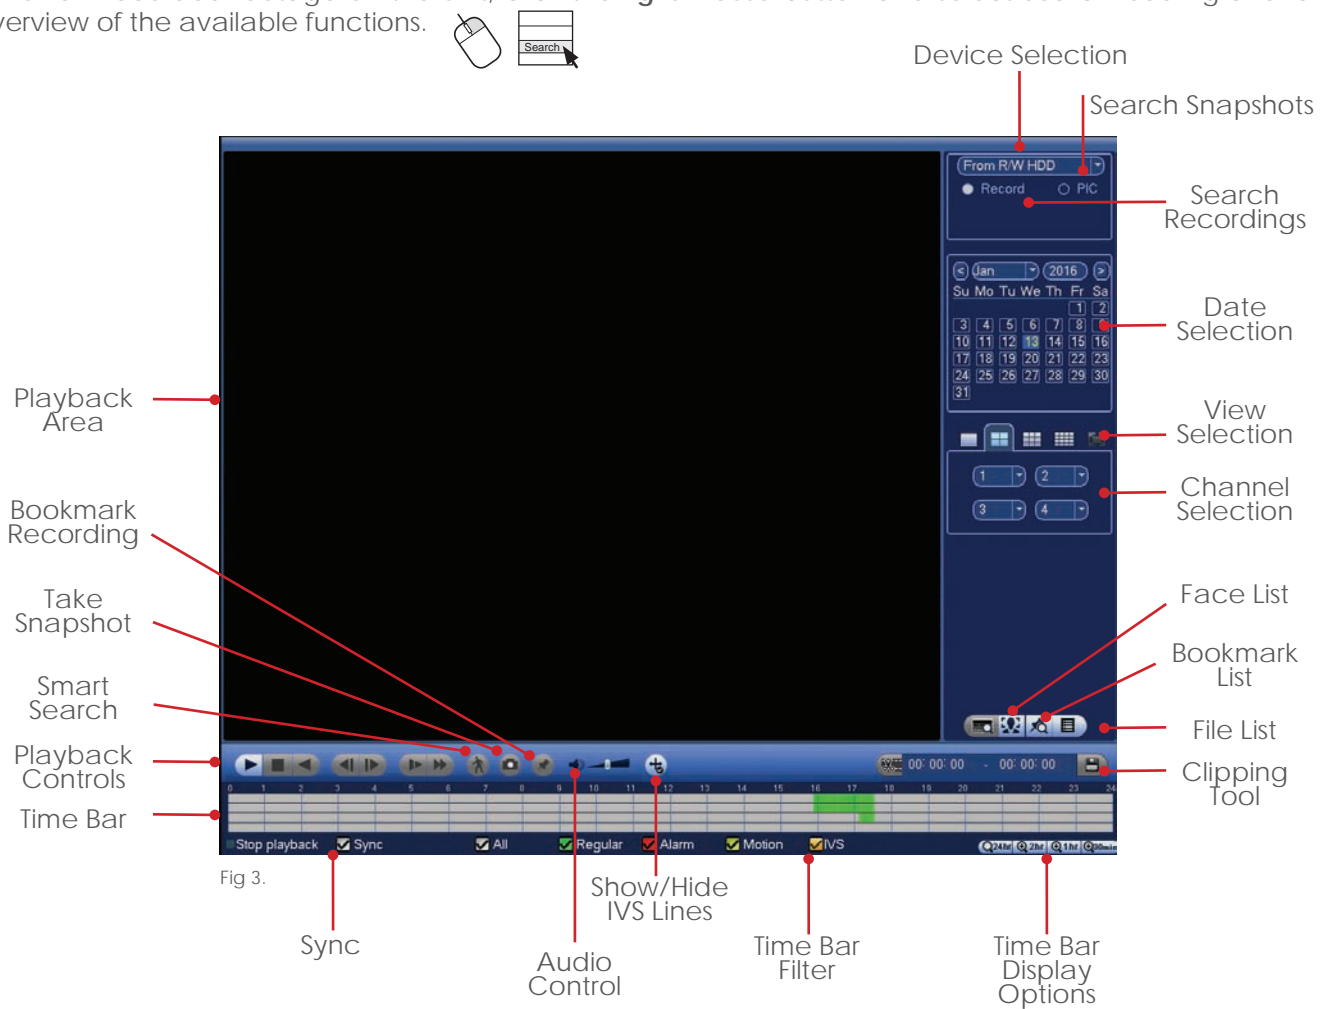 verview of the available functions.
Search
Device Selection
Search Snapshots
Search
Recordings
Date
Selection
View
Selection
Channel
Selection
Face List
Bookmark
List
File List
Clipping
Tool
Playback
Area
Bookmark
Recording
Take
Snapshot
Smart
Search
Playback
Controls
Time Bar
From R/W HDD
Record PIC
< Jan 2016 >
Su Mo Tu We Th Fr Sa
1 2
3 4 5 6 7 8
10 11 12 13 14 15 16
17 18 19 20 21 22 23
24 25 26 27 28 29 30
31
1 2
3 4
00: 00: 00 - 00: 00: 00
0 1 2 3 4 5 6 7 8 9 10 11 12 13 14 15 16 17 18 19 20 21 22 23 24
Stop playback Sync All Regular Alarm Motion IVS
24hr 2hr 1hr 30min
Fig 3.
Show/Hide
IVS Lines
Sync
Audio
Control
Time Bar
Filter
Time Bar
Display
Options